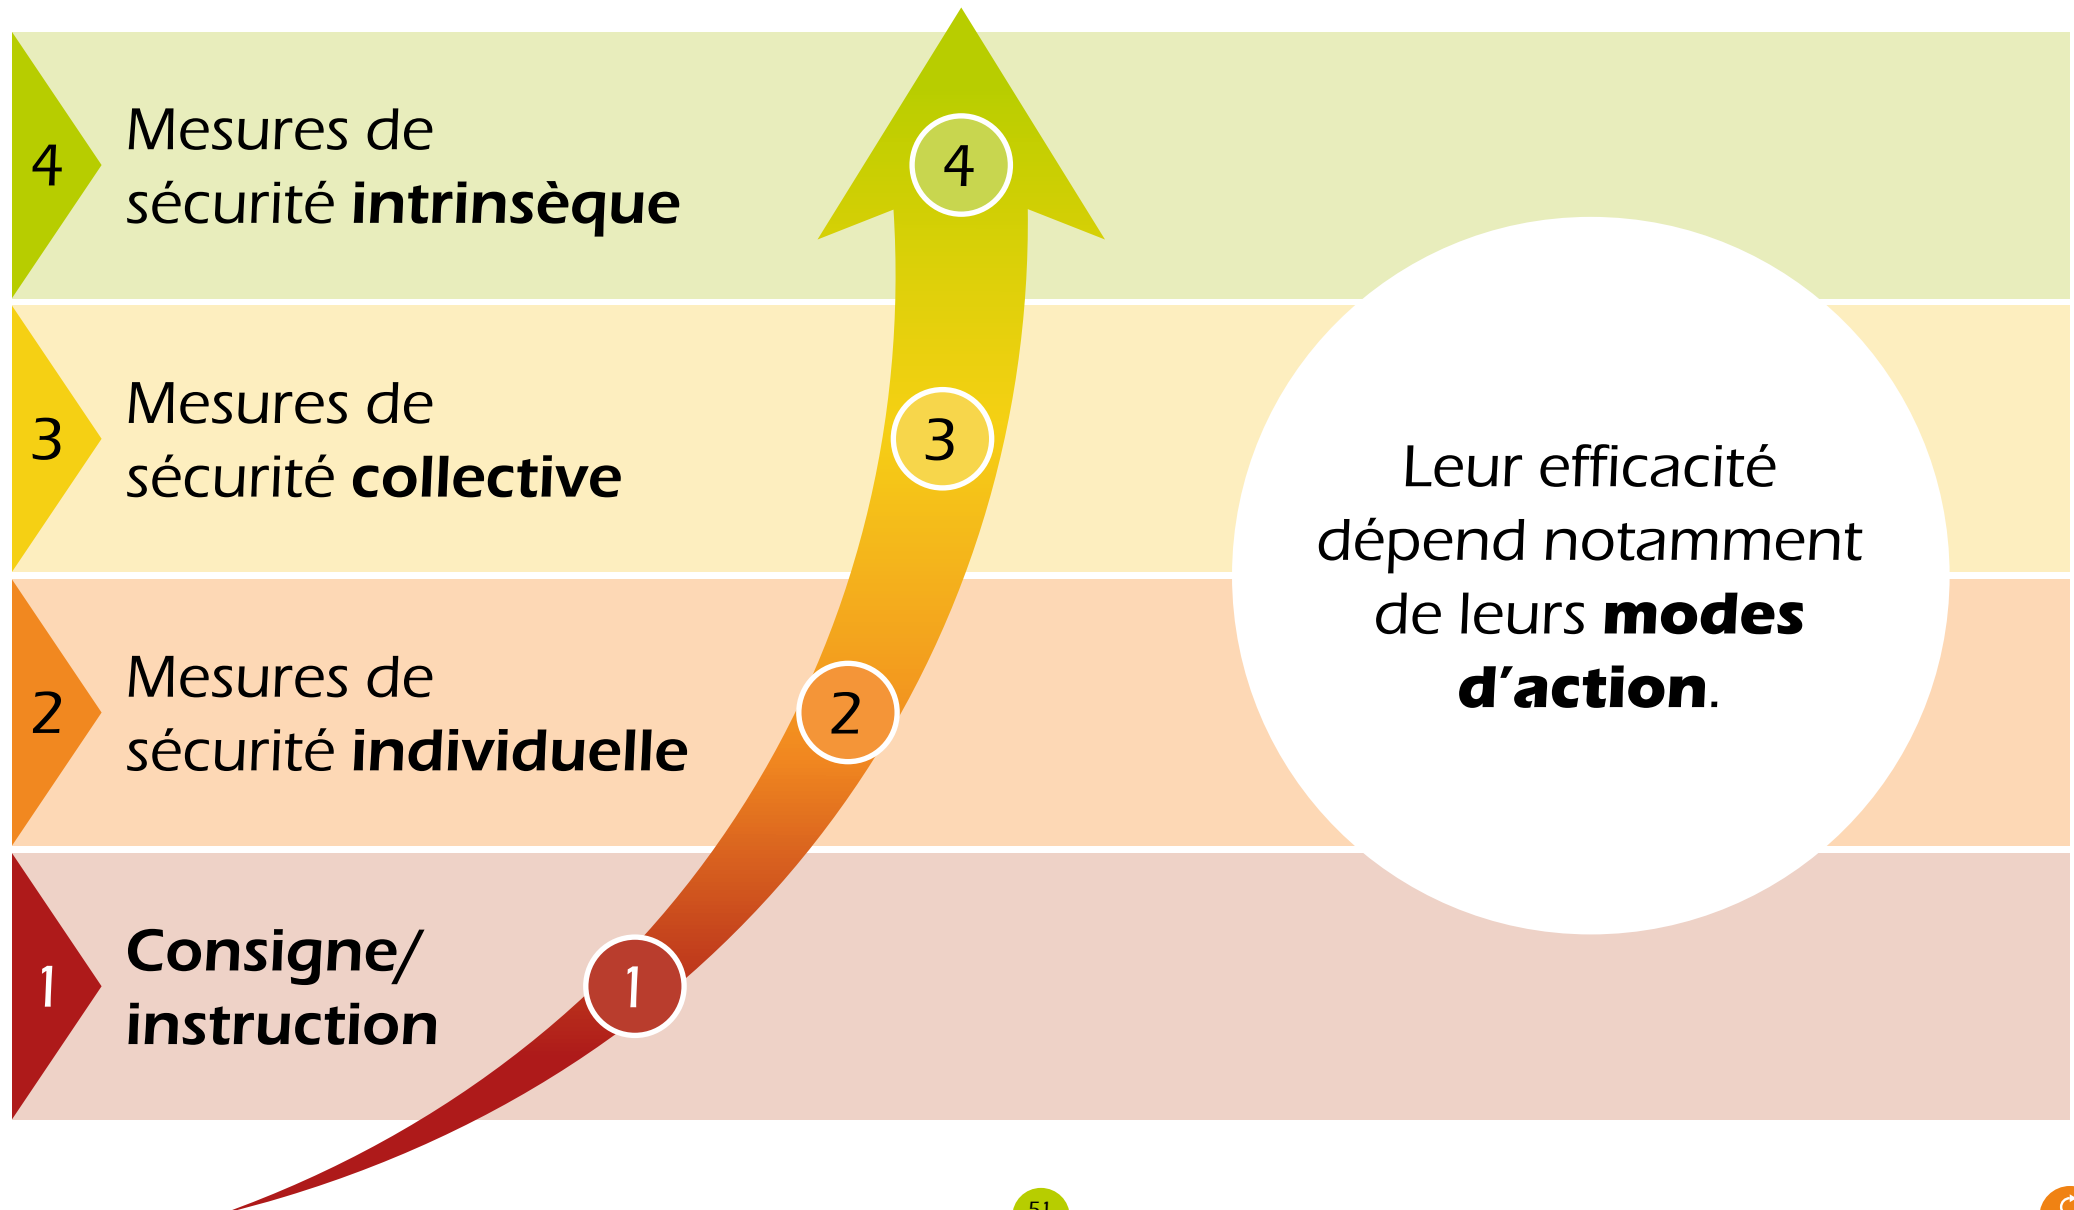 4
Mesures de
sécurité intrinsèque
4
3
Mesures de
sécurité collective
3
2
Mesures de
sécurité individuelle
2
1
Consigne/
instruction
1
Leur efficacité
dépend notamment
de leurs modes
d’action.
51